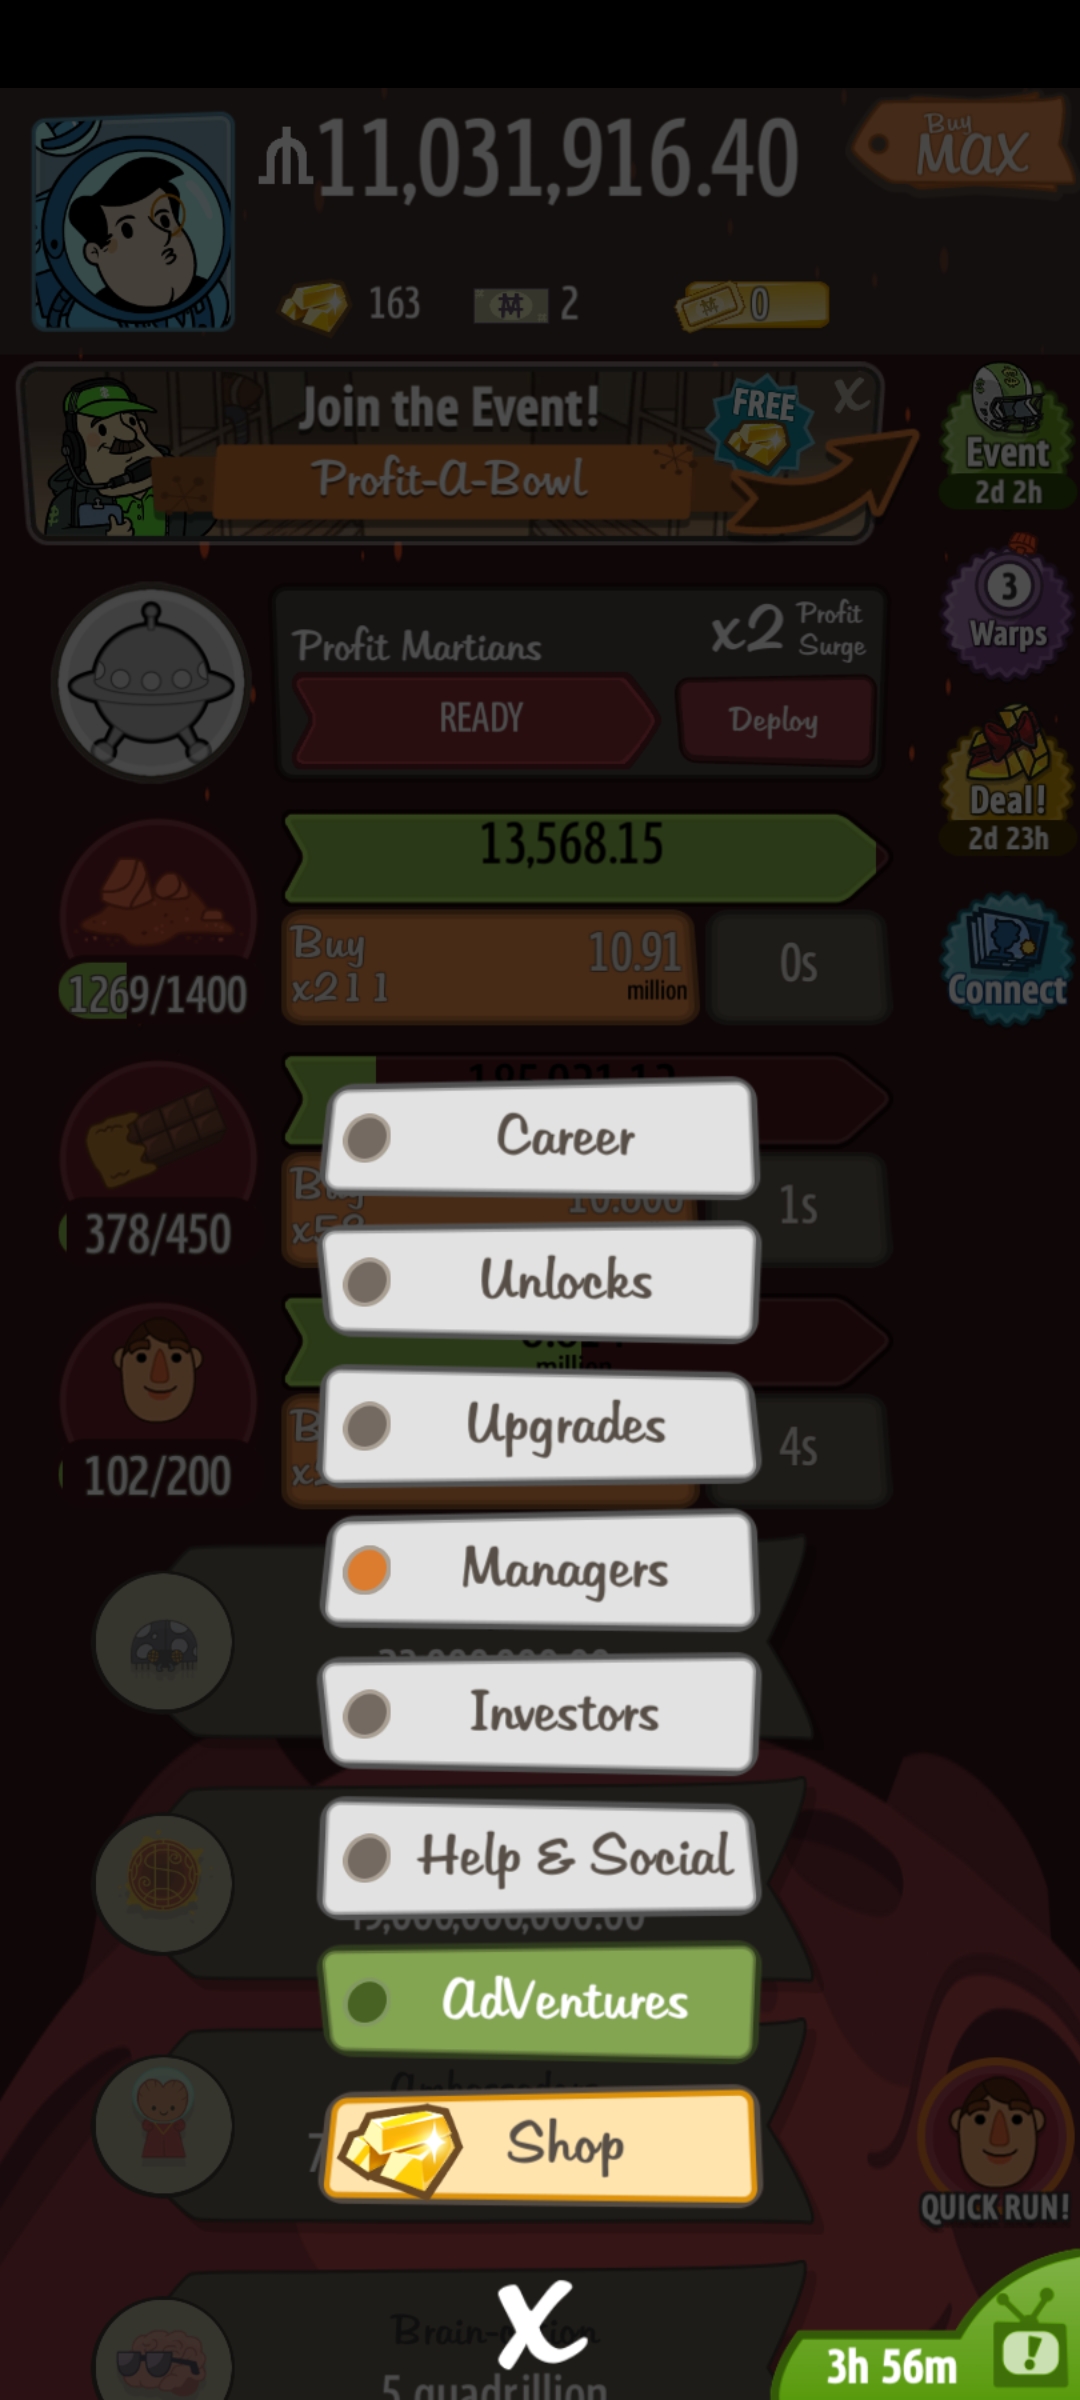 11,031,916.40
Buy
MAX
163
2
0
Join the Event!
FREE
X
Profit-A-Bowl
Event
2d 2h
3
Warps
Profit Martians
x2 Profit
Surge
READY
Deploy
Deal!
2d 23h
13,568.15
Buy
x211
10.91
million
0s
1269/1400
Connect
Career
1s
378/450
Unlocks
million
Upgrades
4s
102/200
Managers
Investors
Help & Social
AdVentures
Shop
QUICK RUN!
X
3h 56m
!
5 quadrillion